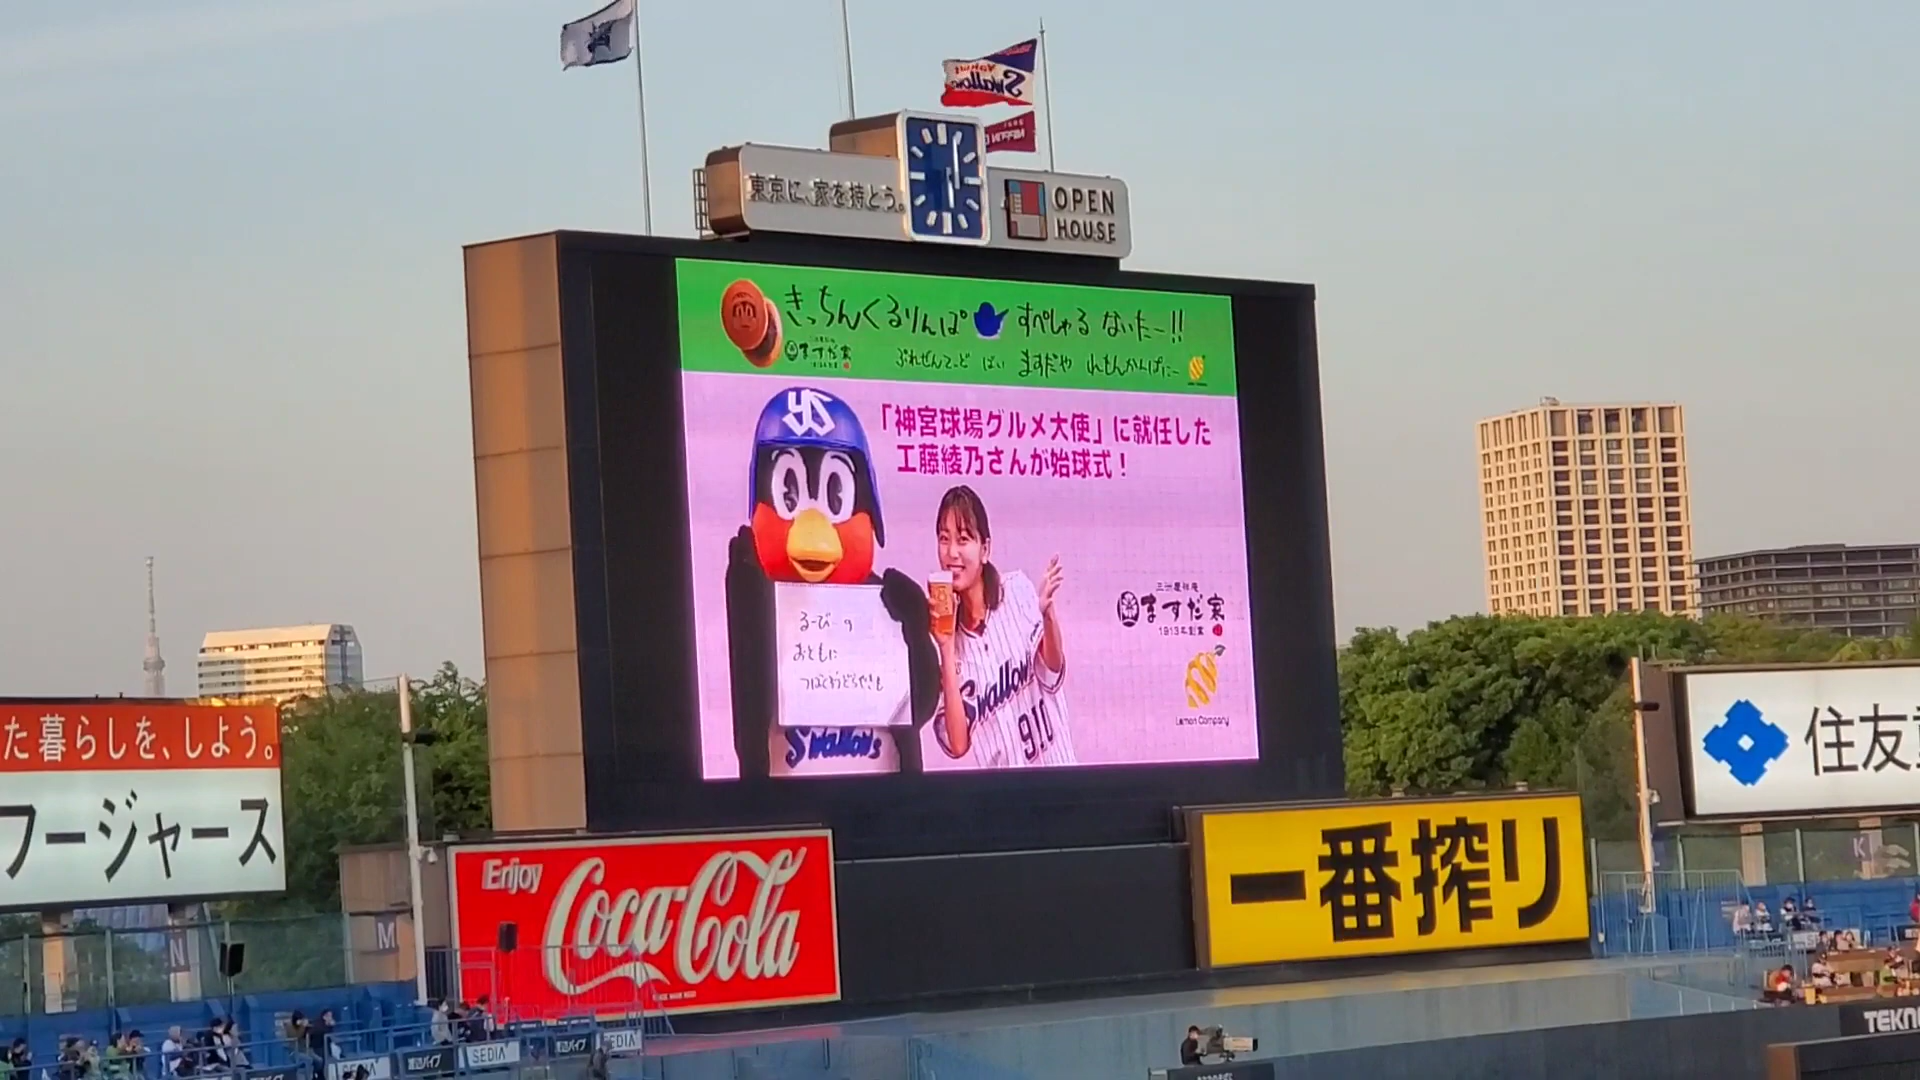 Swallows
東京に、家を持とう。
OPEN
HOUSE
きっちんくるりんぱ すぺしゃる ないたー!!
ますだ家
ぷれぜんてっど ばい ますだや れもんかんぱにー
YS
「神宮球場グルメ大使」に就任した
工藤綾乃さんが始球式！
るーびーの
おともに
つばくろうどらやきも
Swallows
Swallows
910
ますだ家
1913年創業
Lemon Company
た暮らしを、しよう。
フージャース
住友
Enjoy
Coca-Cola
一番搾り
N
M
K
SEDIA
SEDIA
TEKN